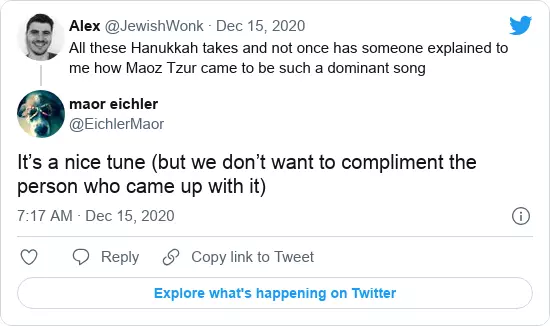 Alex @JewishWonk · Dec 15, 2020
All these Hanukkah takes and not once has someone explained to
me how Maoz Tzur came to be such a dominant song
maor eichler
@EichlerMaor
It’s a nice tune (but we don’t want to compliment the
person who came up with it)
7:17 AM · Dec 15, 2020
Reply Copy link to Tweet
Explore what's happening on Twitter